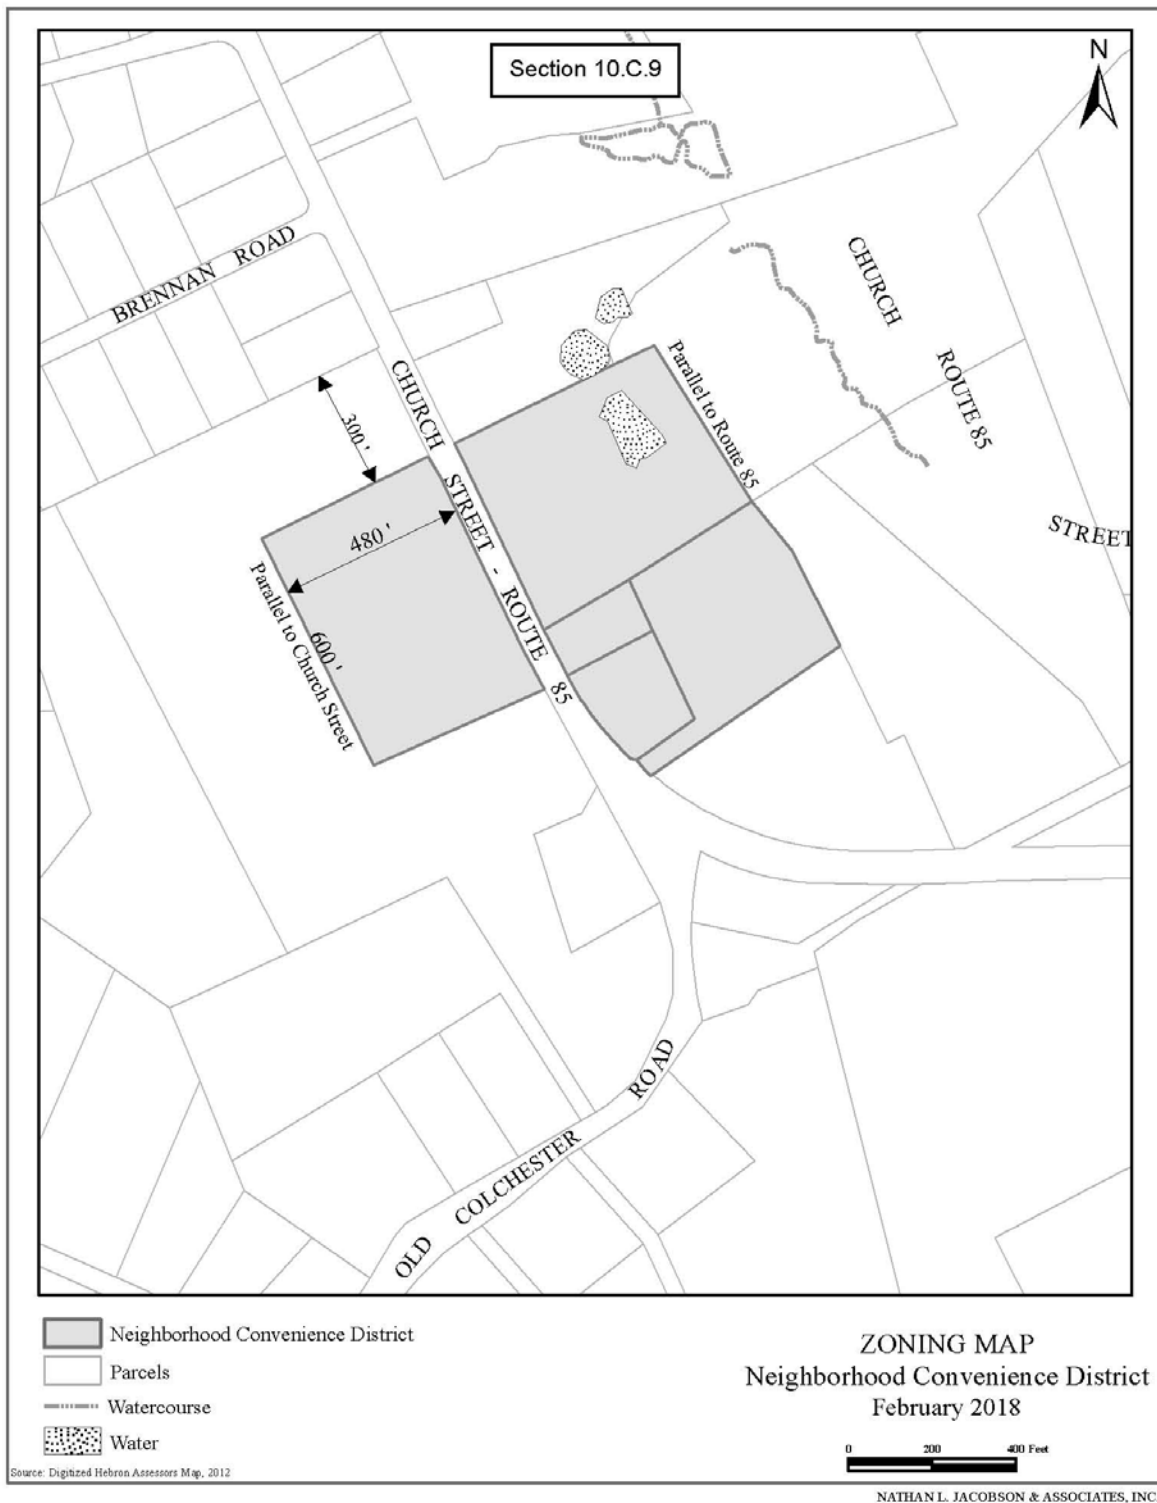 Section 10.C.9
N
BRENNAN ROAD
CHURCH
ROUTE 85
STREET
CHURCH STREET - ROUTE 85
Parallel to Route 85
300'
480'
600'
Parallel to Church Street
OLD COLCHESTER ROAD
Neighborhood Convenience District
Parcels
Watercourse
Water
Source: Digitized Hebron Assessors Map, 2012
ZONING MAP
Neighborhood Convenience District
February 2018
0 200 400 Feet
NATHAN L. JACOBSON & ASSOCIATES, INC